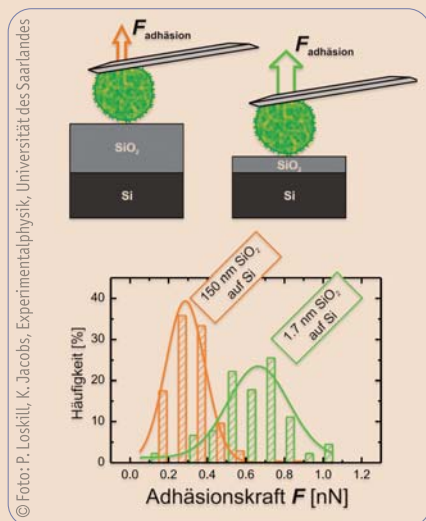 © Foto: P. Loskill, K. Jacobs, Experimentalphysik, Universität des Saarlandes
F adhäsion
F adhäsion
SiO₂
Si
SiO₂
Si
150 nm SiO₂
auf Si
1.7 nm SiO₂
auf Si
Häufigkeit [%]
40
30
20
10
0
0.0 0.2 0.4 0.6 0.8 1.0 1.2
Adhäsionskraft F [nN]